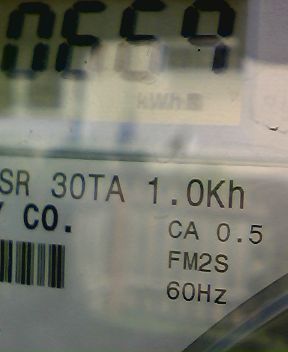 kWh
SR 30TA 1.0Kh
Y CO.
CA 0.5
FM2S
60Hz